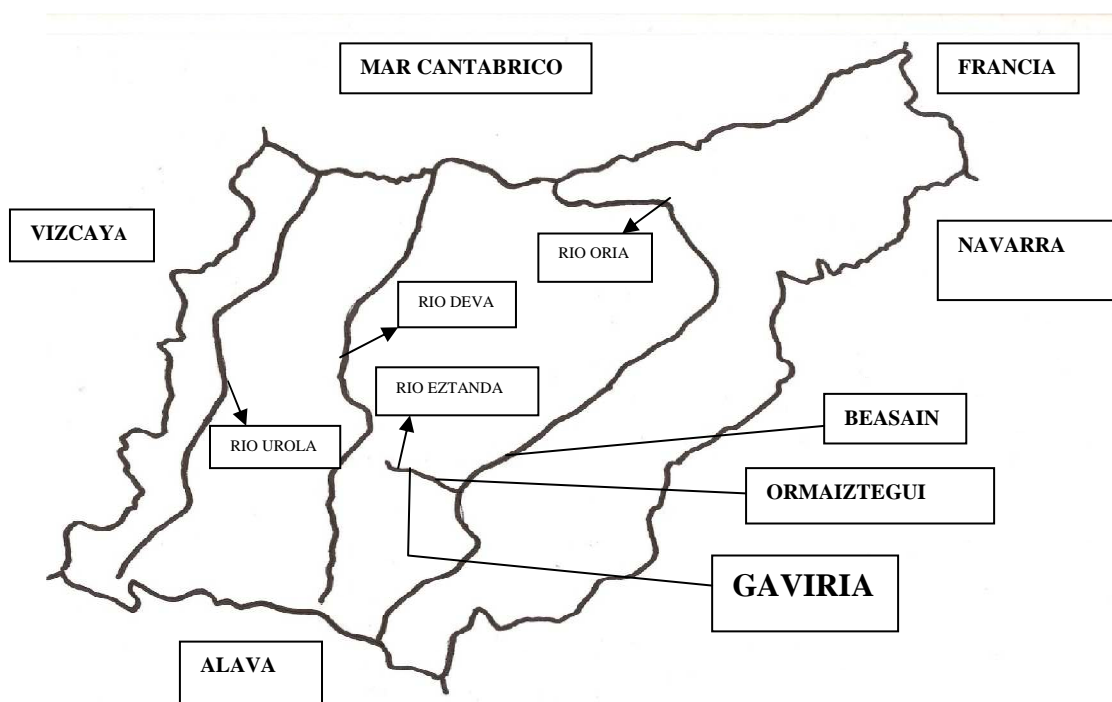 MAR CANTABRICO
FRANCIA
VIZCAYA
NAVARRA
RIO ORIA
RIO DEVA
RIO EZTANDA
BEASAIN
RIO UROLA
ORMAIZTEGUI
GAVIRIA
ALAVA